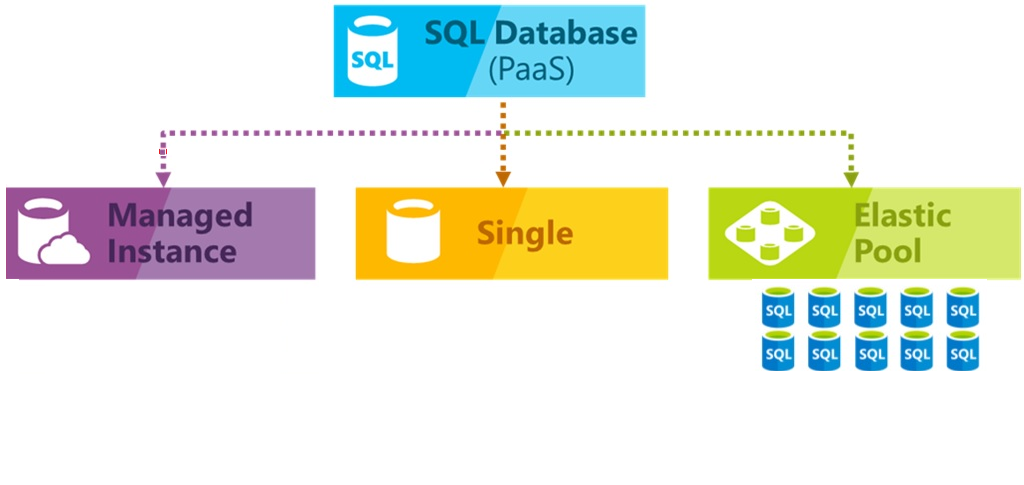 SQL
SQL Database
(PaaS)
Managed
Instance
Single
Elastic
Pool
SQL SQL SQL SQL SQL
SQL SQL SQL SQL SQL